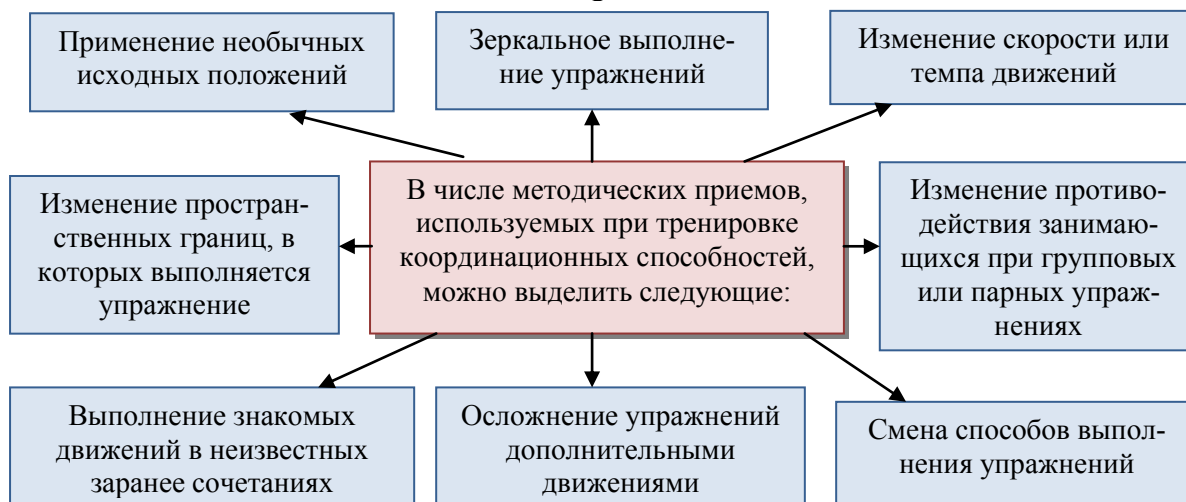 Применение необычных
исходных положений
Зеркальное выполне-
ние упражнений
Изменение скорости или
темпа движений
Изменение простран-
ственных границ, в
которых выполняется
упражнение
В числе методических приемов,
используемых при тренировке
координационных способностей,
можно выделить следующие:
Изменение противо-
действия занимаю-
щихся при групповых
или парных упраж-
нениях
Выполнение знакомых
движений в неизвестных
заранее сочетаниях
Осложнение упражнений
дополнительными
движениями
Смена способов выпол-
нения упражнений